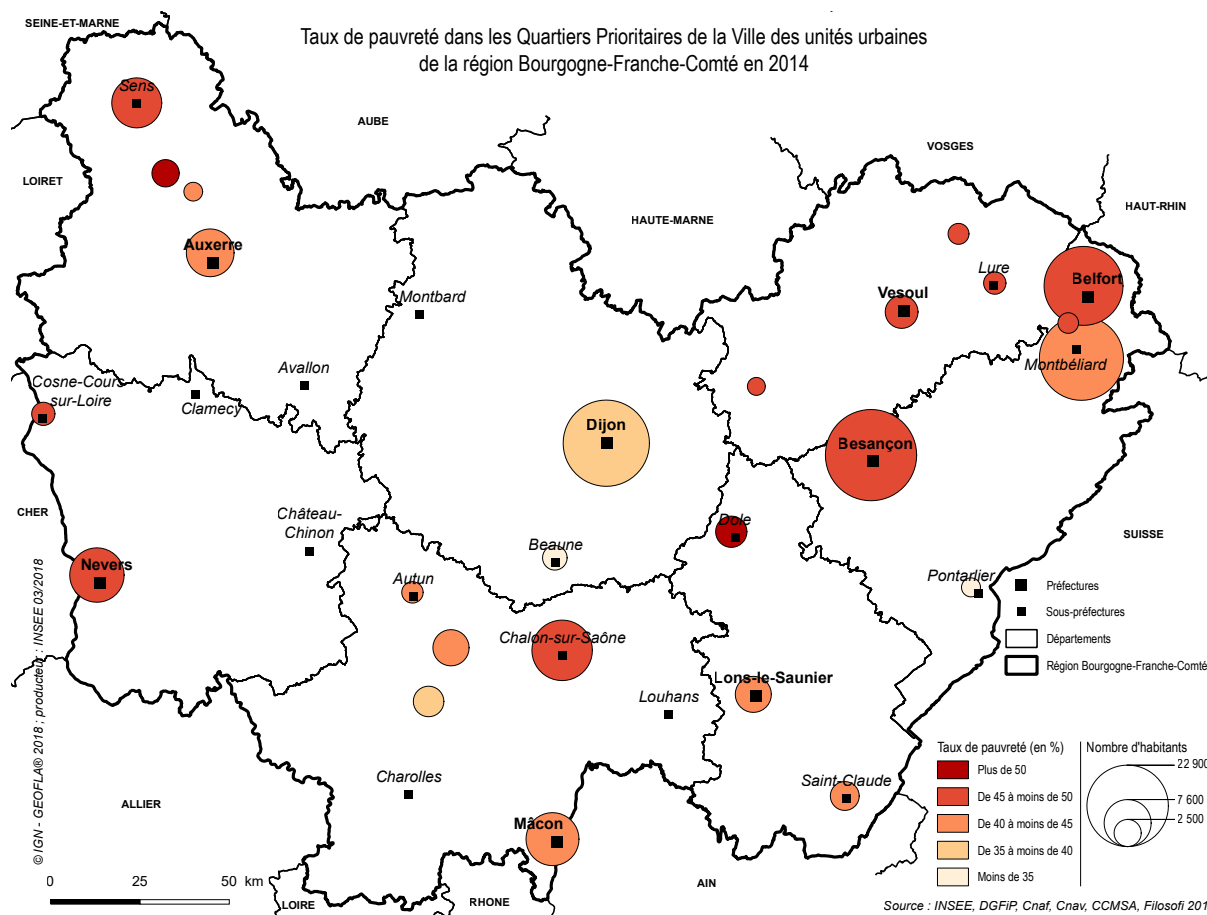 Taux de pauvreté dans les Quartiers Prioritaires de la Ville des unités urbaines
de la région Bourgogne-Franche-Comté en 2014
SEINE-ET-MARNE
Sens
AUBE
VOSGES
LOIRET
HAUT-RHIN
HAUTE-MARNE
Auxerre
Lure
Belfort
Vesoul
Montbard
Montbéliard
Avallon
Cosne-Cours
sur-Loire
Clamecy
Dijon
Besançon
CHER
Château-
Chinon
Dole
SUISSE
Beaune
Nevers
Autun
Pontarlier
Préfectures
Sous-préfectures
Départements
Région Bourgogne-Franche-Comté
Chalon-sur-Saône
Lons-le-Saunier
Louhans
Charolles
Saint-Claude
ALLIER
Mâcon
AIN
LOIRE
RHONE
© IGN - GEOFLA® 2018 ; producteur : INSEE 03/2018
0 25 50 km
Taux de pauvreté (en %)
Plus de 50
De 45 à moins de 50
De 40 à moins de 45
De 35 à moins de 40
Moins de 35
Nombre d'habitants
22 900
7 600
2 500
Source : INSEE, DGFiP, Cnaf, Cnav, CCMSA, Filosofi 201